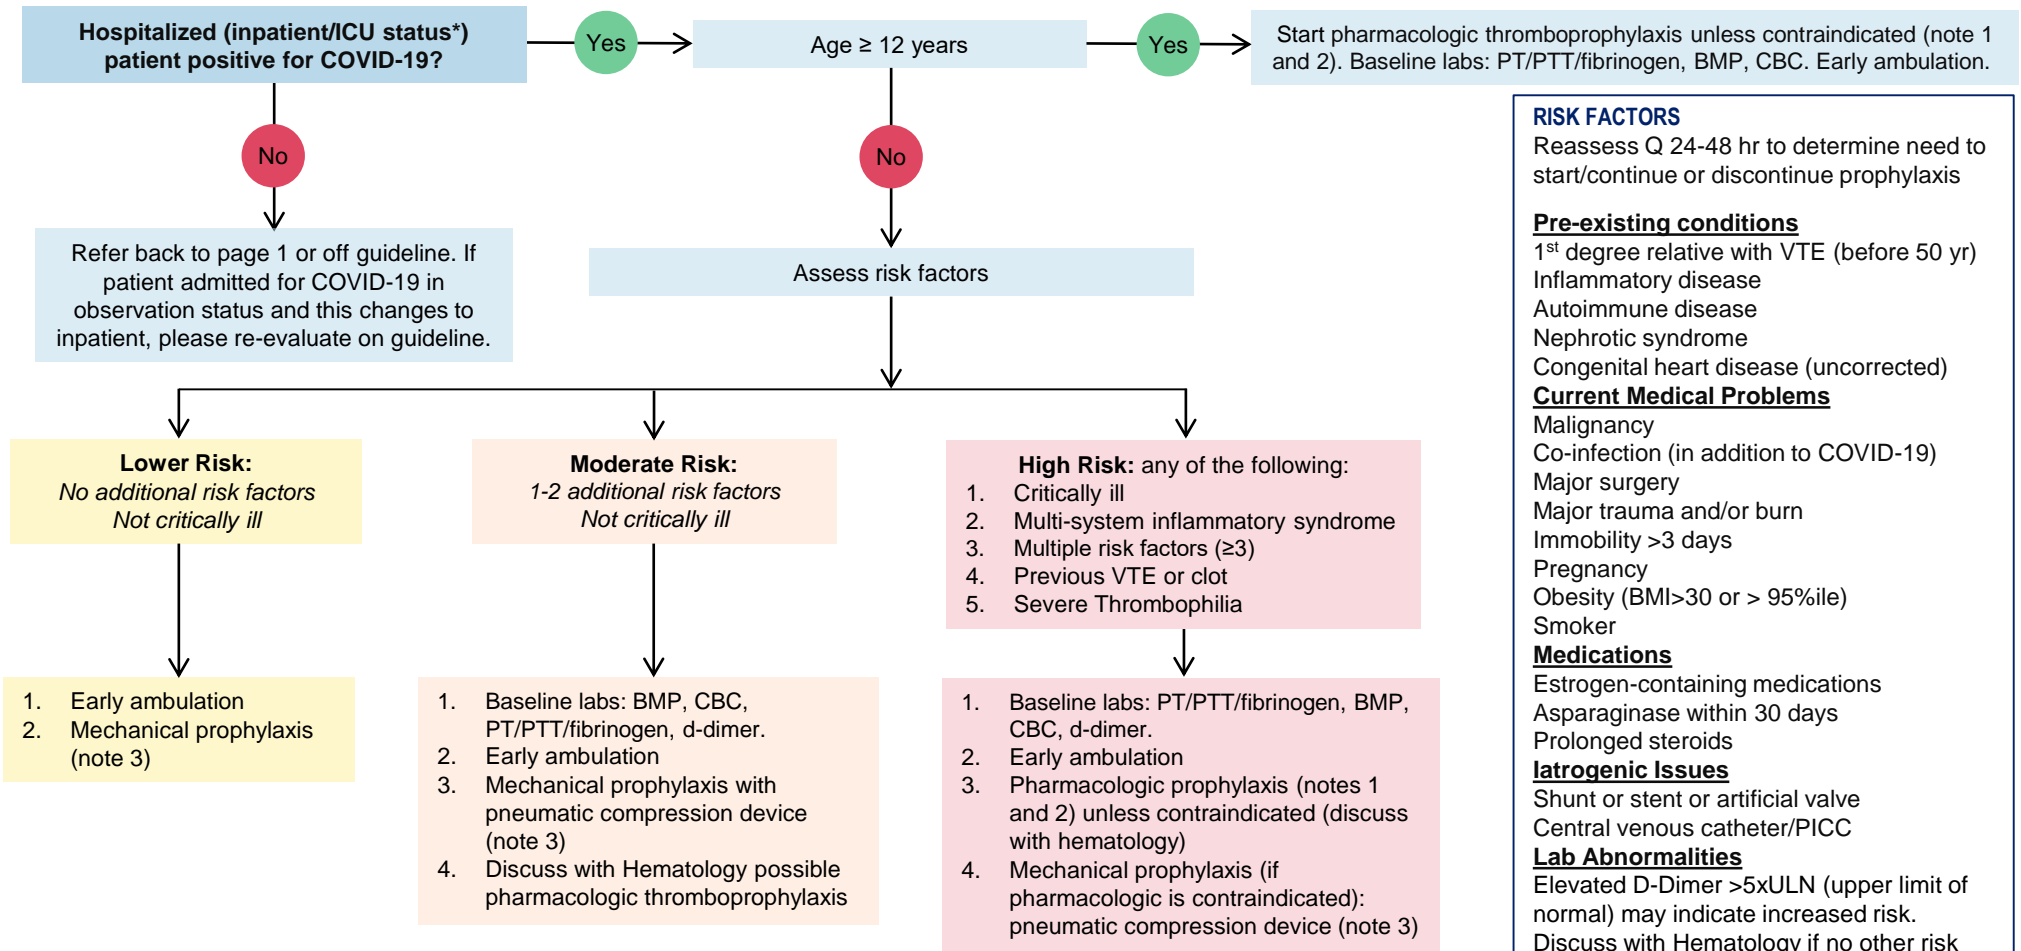 Hospitalized (inpatient/ICU status*)
patient positive for COVID-19?
Yes
Age ≥ 12 years
Yes
Start pharmacologic thromboprophylaxis unless contraindicated (note 1
and 2). Baseline labs: PT/PTT/fibrinogen, BMP, CBC. Early ambulation.
No
No
Refer back to page 1 or off guideline. If
patient admitted for COVID-19 in
observation status and this changes to
inpatient, please re-evaluate on guideline.
Assess risk factors
Lower Risk:
No additional risk factors
Not critically ill
Moderate Risk:
1-2 additional risk factors
Not critically ill
High Risk: any of the following:
1. Critically ill
2. Multi-system inflammatory syndrome
3. Multiple risk factors (≥3)
4. Previous VTE or clot
5. Severe Thrombophilia
1. Early ambulation
2. Mechanical prophylaxis
(note 3)
1. Baseline labs: BMP, CBC,
PT/PTT/fibrinogen, d-dimer.
2. Early ambulation
3. Mechanical prophylaxis with
pneumatic compression device
(note 3)
4. Discuss with Hematology possible
pharmacologic thromboprophylaxis
1. Baseline labs: PT/PTT/fibrinogen, BMP,
CBC, d-dimer.
2. Early ambulation
3. Pharmacologic prophylaxis (notes 1
and 2) unless contraindicated (discuss
with hematology)
4. Mechanical prophylaxis (if
pharmacologic is contraindicated):
pneumatic compression device (note 3)
RISK FACTORS
Reassess Q 24-48 hr to determine need to
start/continue or discontinue prophylaxis
Pre-existing conditions
1st degree relative with VTE (before 50 yr)
Inflammatory disease
Autoimmune disease
Nephrotic syndrome
Congenital heart disease (uncorrected)
Current Medical Problems
Malignancy
Co-infection (in addition to COVID-19)
Major surgery
Major trauma and/or burn
Immobility >3 days
Pregnancy
Obesity (BMI>30 or > 95%ile)
Smoker
Medications
Estrogen-containing medications
Asparaginase within 30 days
Prolonged steroids
Iatrogenic Issues
Shunt or stent or artificial valve
Central venous catheter/PICC
Lab Abnormalities
Elevated D-Dimer >5xULN (upper limit of
normal) may indicate increased risk.
Discuss with Hematology if no other risk